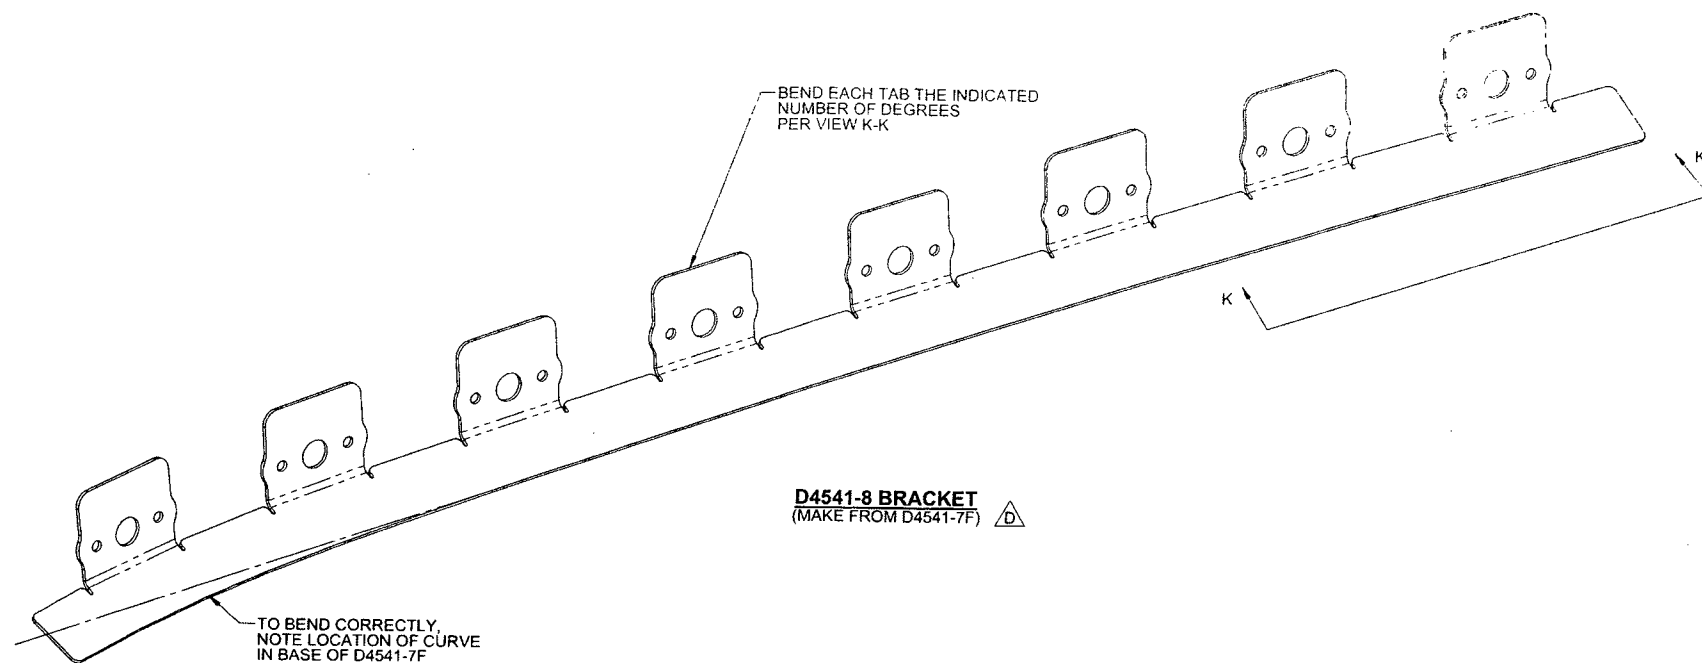 BEND EACH TAB THE INDICATED
NUMBER OF DEGREES
PER VIEW K-K
K
K
D4541-8 BRACKET
(MAKE FROM D4541-7F) D
TO BEND CORRECTLY,
NOTE LOCATION OF CURVE
IN BASE OF D4541-7F